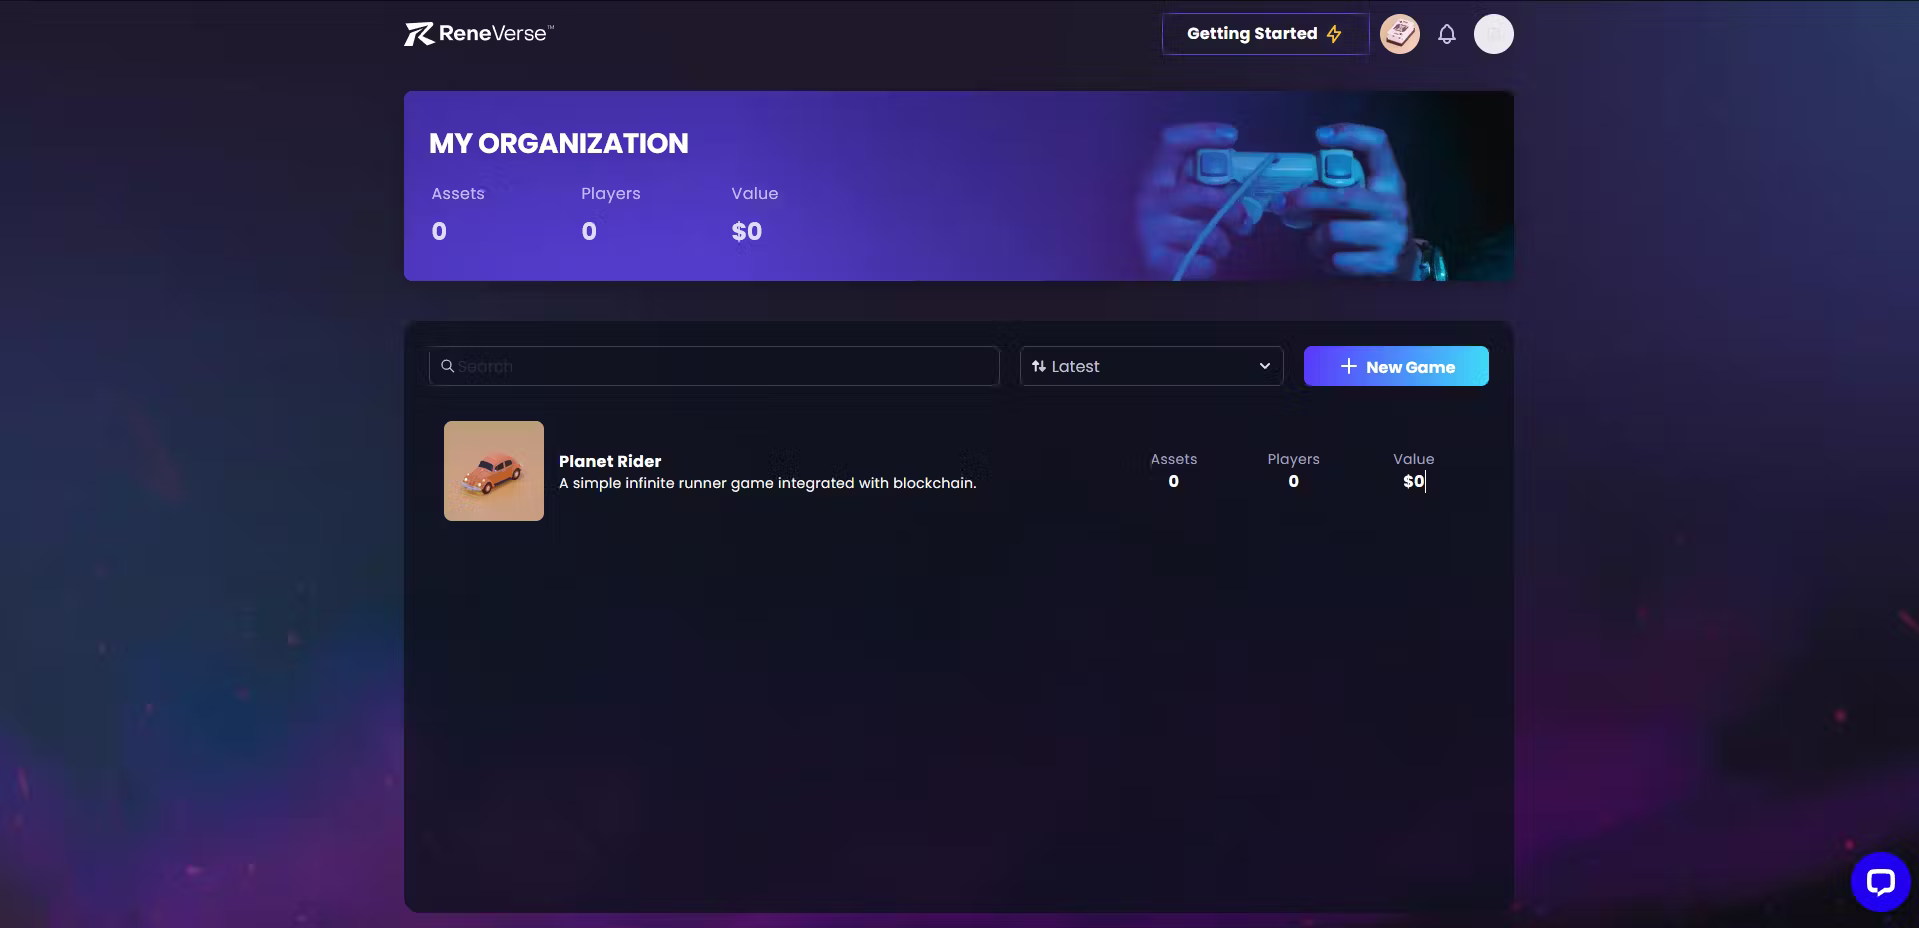 ReneVerse™
Getting Started
MY ORGANIZATION
Assets Players Value
0 0 $0
Search Latest New Game
Planet Rider
A simple infinite runner game integrated with blockchain.
Assets Players Value
0 0 $0